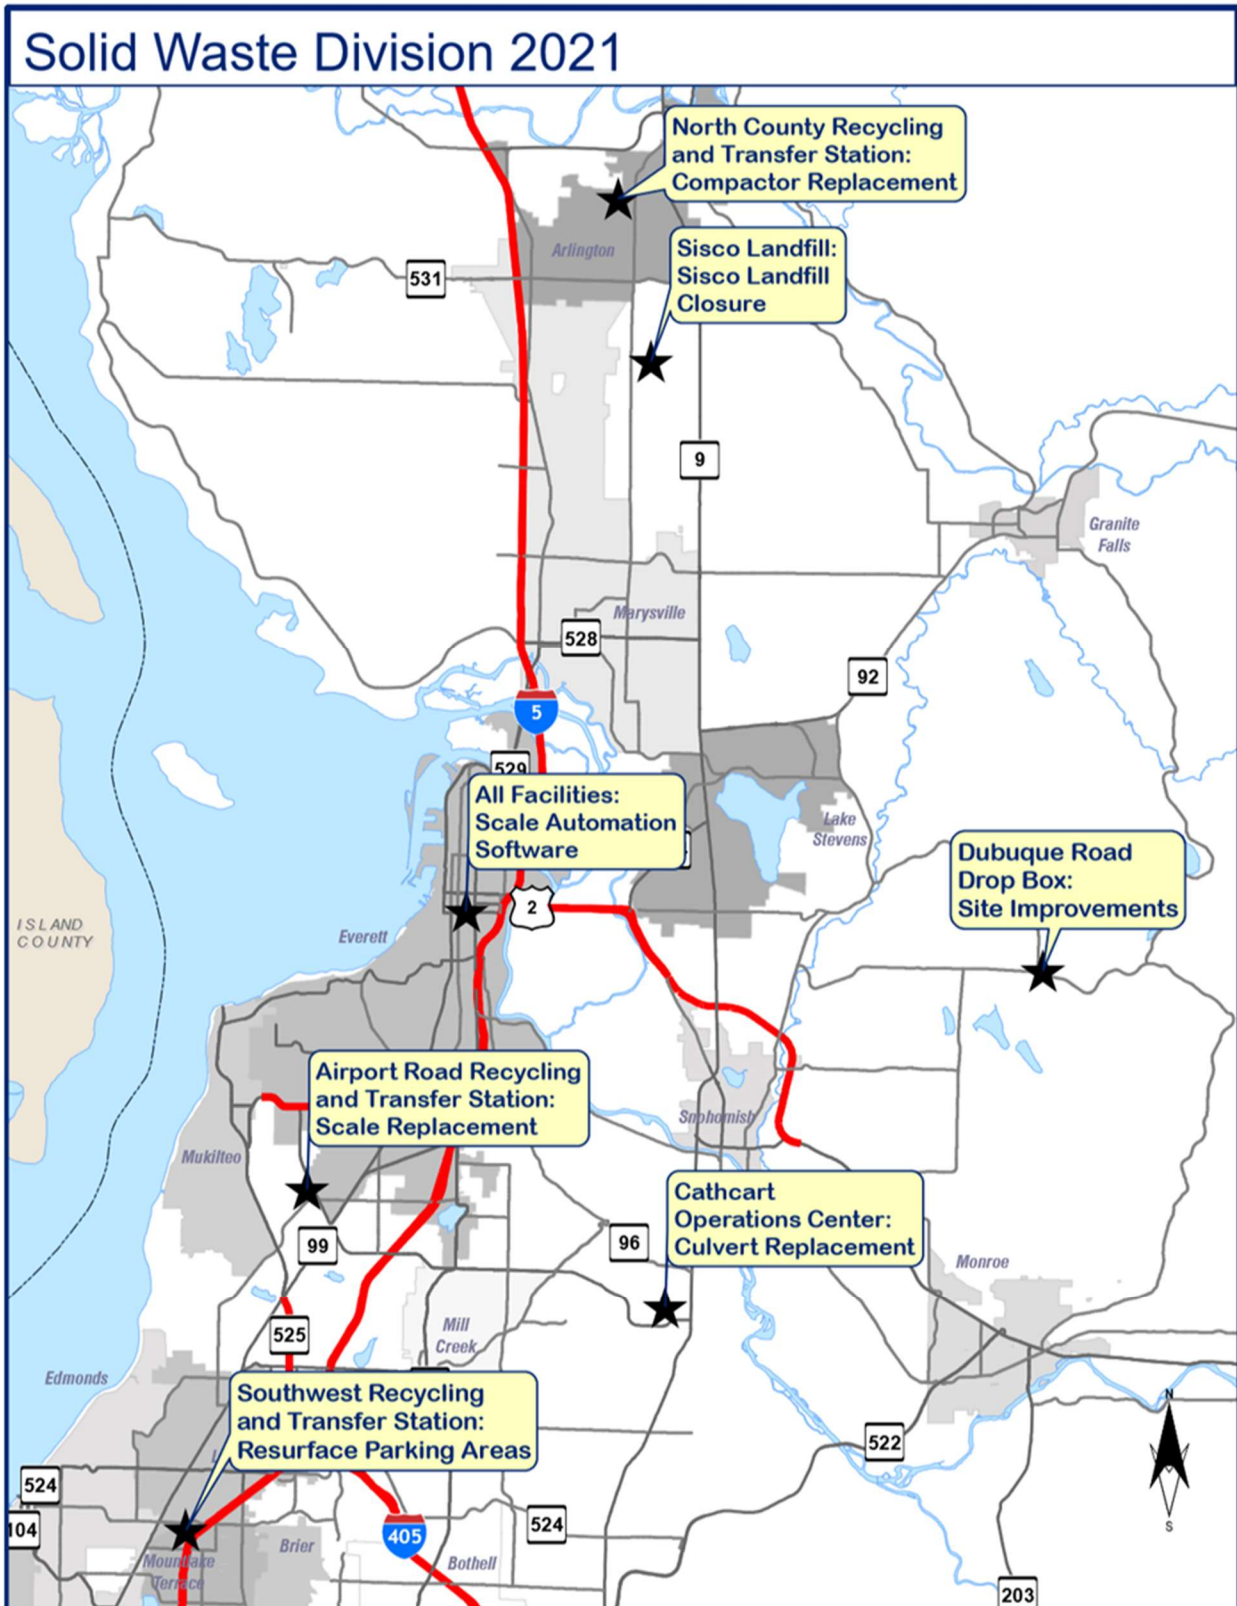 Solid Waste Division 2021
North County Recycling
and Transfer Station:
Compactor Replacement
Arlington
Sisco Landfill:
Sisco Landfill
Closure
531
9
Granite
Falls
Marysville
528
92
5
529
All Facilities:
Scale Automation
Software
Lake
Stevens
Dubuque Road
Drop Box:
Site Improvements
2
ISLAND
COUNTY
Everett
Airport Road Recycling
and Transfer Station:
Scale Replacement
Snohomish
Mukilteo
Cathcart
Operations Center:
Culvert Replacement
99
96
Monroe
525
Mill
Creek
Edmonds
Southwest Recycling
and Transfer Station:
Resurface Parking Areas
N
522
524
S
104
524
405
Brier
Bothell
Mountlake
Terrace
203